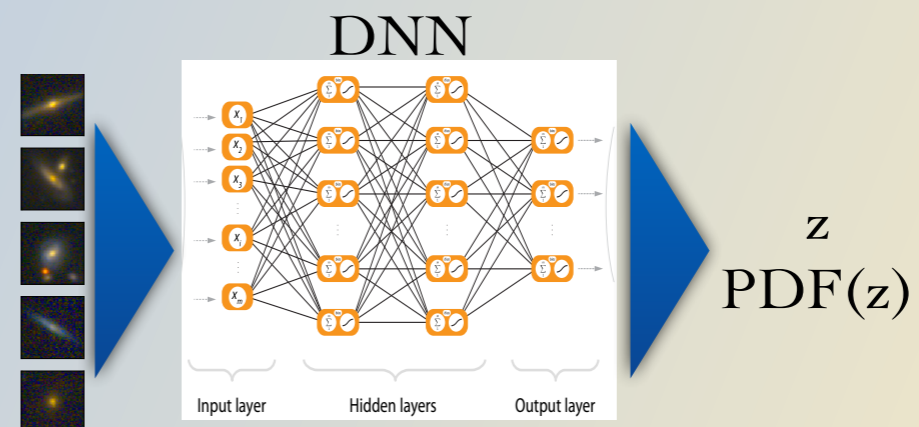 DNN
X1
X2
X3
Xi
Xm
Input layer
Hidden layers
Output layer
z
PDF(z)